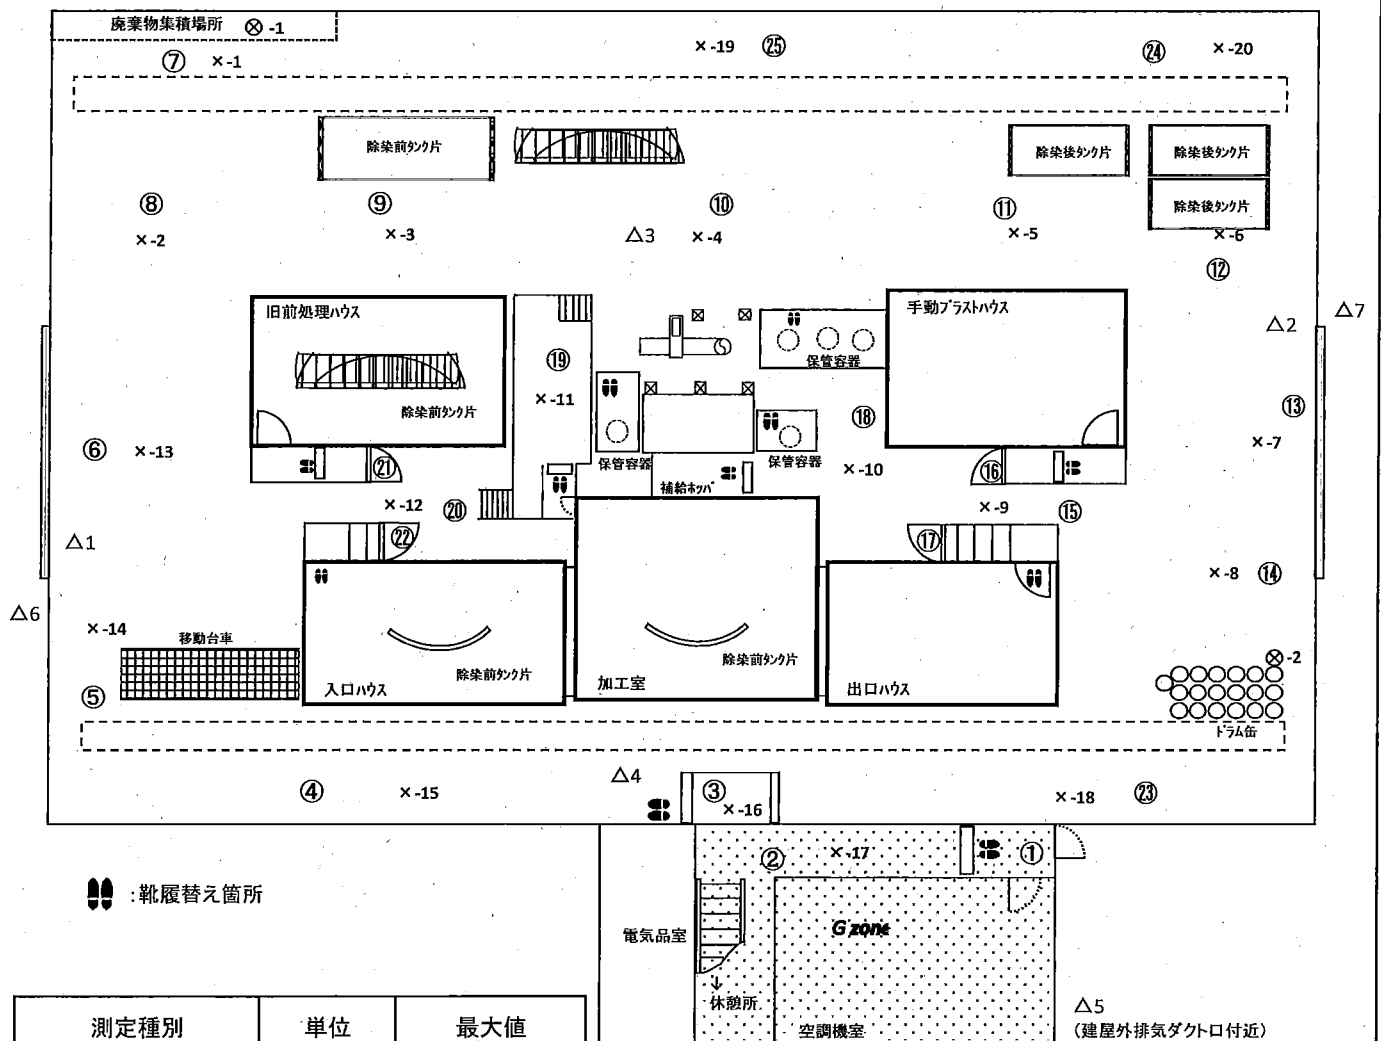 廃棄物集積場所 ⊗ -1
⑦ × -1
× -19 ㉕
㉔ × -20
除染前タンク片
除染後タンク片
除染後タンク片
除染後タンク片
⑧
× -2
⑨
× -3
△3
⑩
× -4
⑪
× -5
× -6
⑫
△2
△7
旧前処理ハウス
除染前タンク片
⑲
× -11
保管容器
保管容器
保管容器
補給ホッパ
手動ブラストハウス
⑱
× -10
⑬
× -7
⑥ × -13
㉑
× -12 ⑳
㉒
⑯
× -9 ⑮
⑰
× -8 ⑭
△1
△6
× -14
移動台車
⑤
入口ハウス
除染前タンク片
加工室
除染前タンク片
出口ハウス
⊗ -2
ドラム缶
④ × -15
△4
③
× -16
× -18 ㉓
② × -17 ①
:靴履替え箇所
電気品室
G zone
休憩所
空調機室
△5
(建屋外排気ダクト口付近)
測定種別 単位 最大値